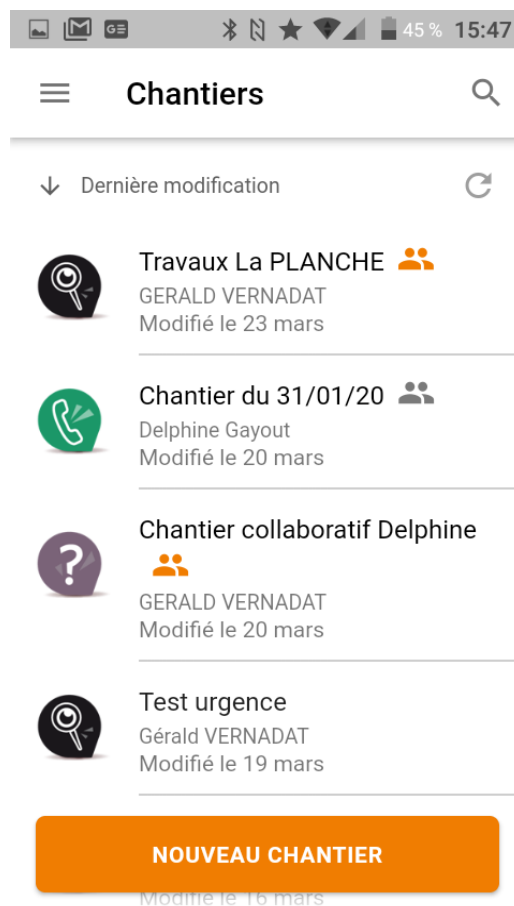 GE
45 % 15:47
Chantiers
Dernière modification
Travaux La PLANCHE
GERALD VERNADAT
Modifié le 23 mars
Chantier du 31/01/20
Delphine Gayout
Modifié le 20 mars
?
Chantier collaboratif Delphine
GERALD VERNADAT
Modifié le 20 mars
Test urgence
Gérald VERNADAT
Modifié le 19 mars
NOUVEAU CHANTIER
Modifié le 16 mars